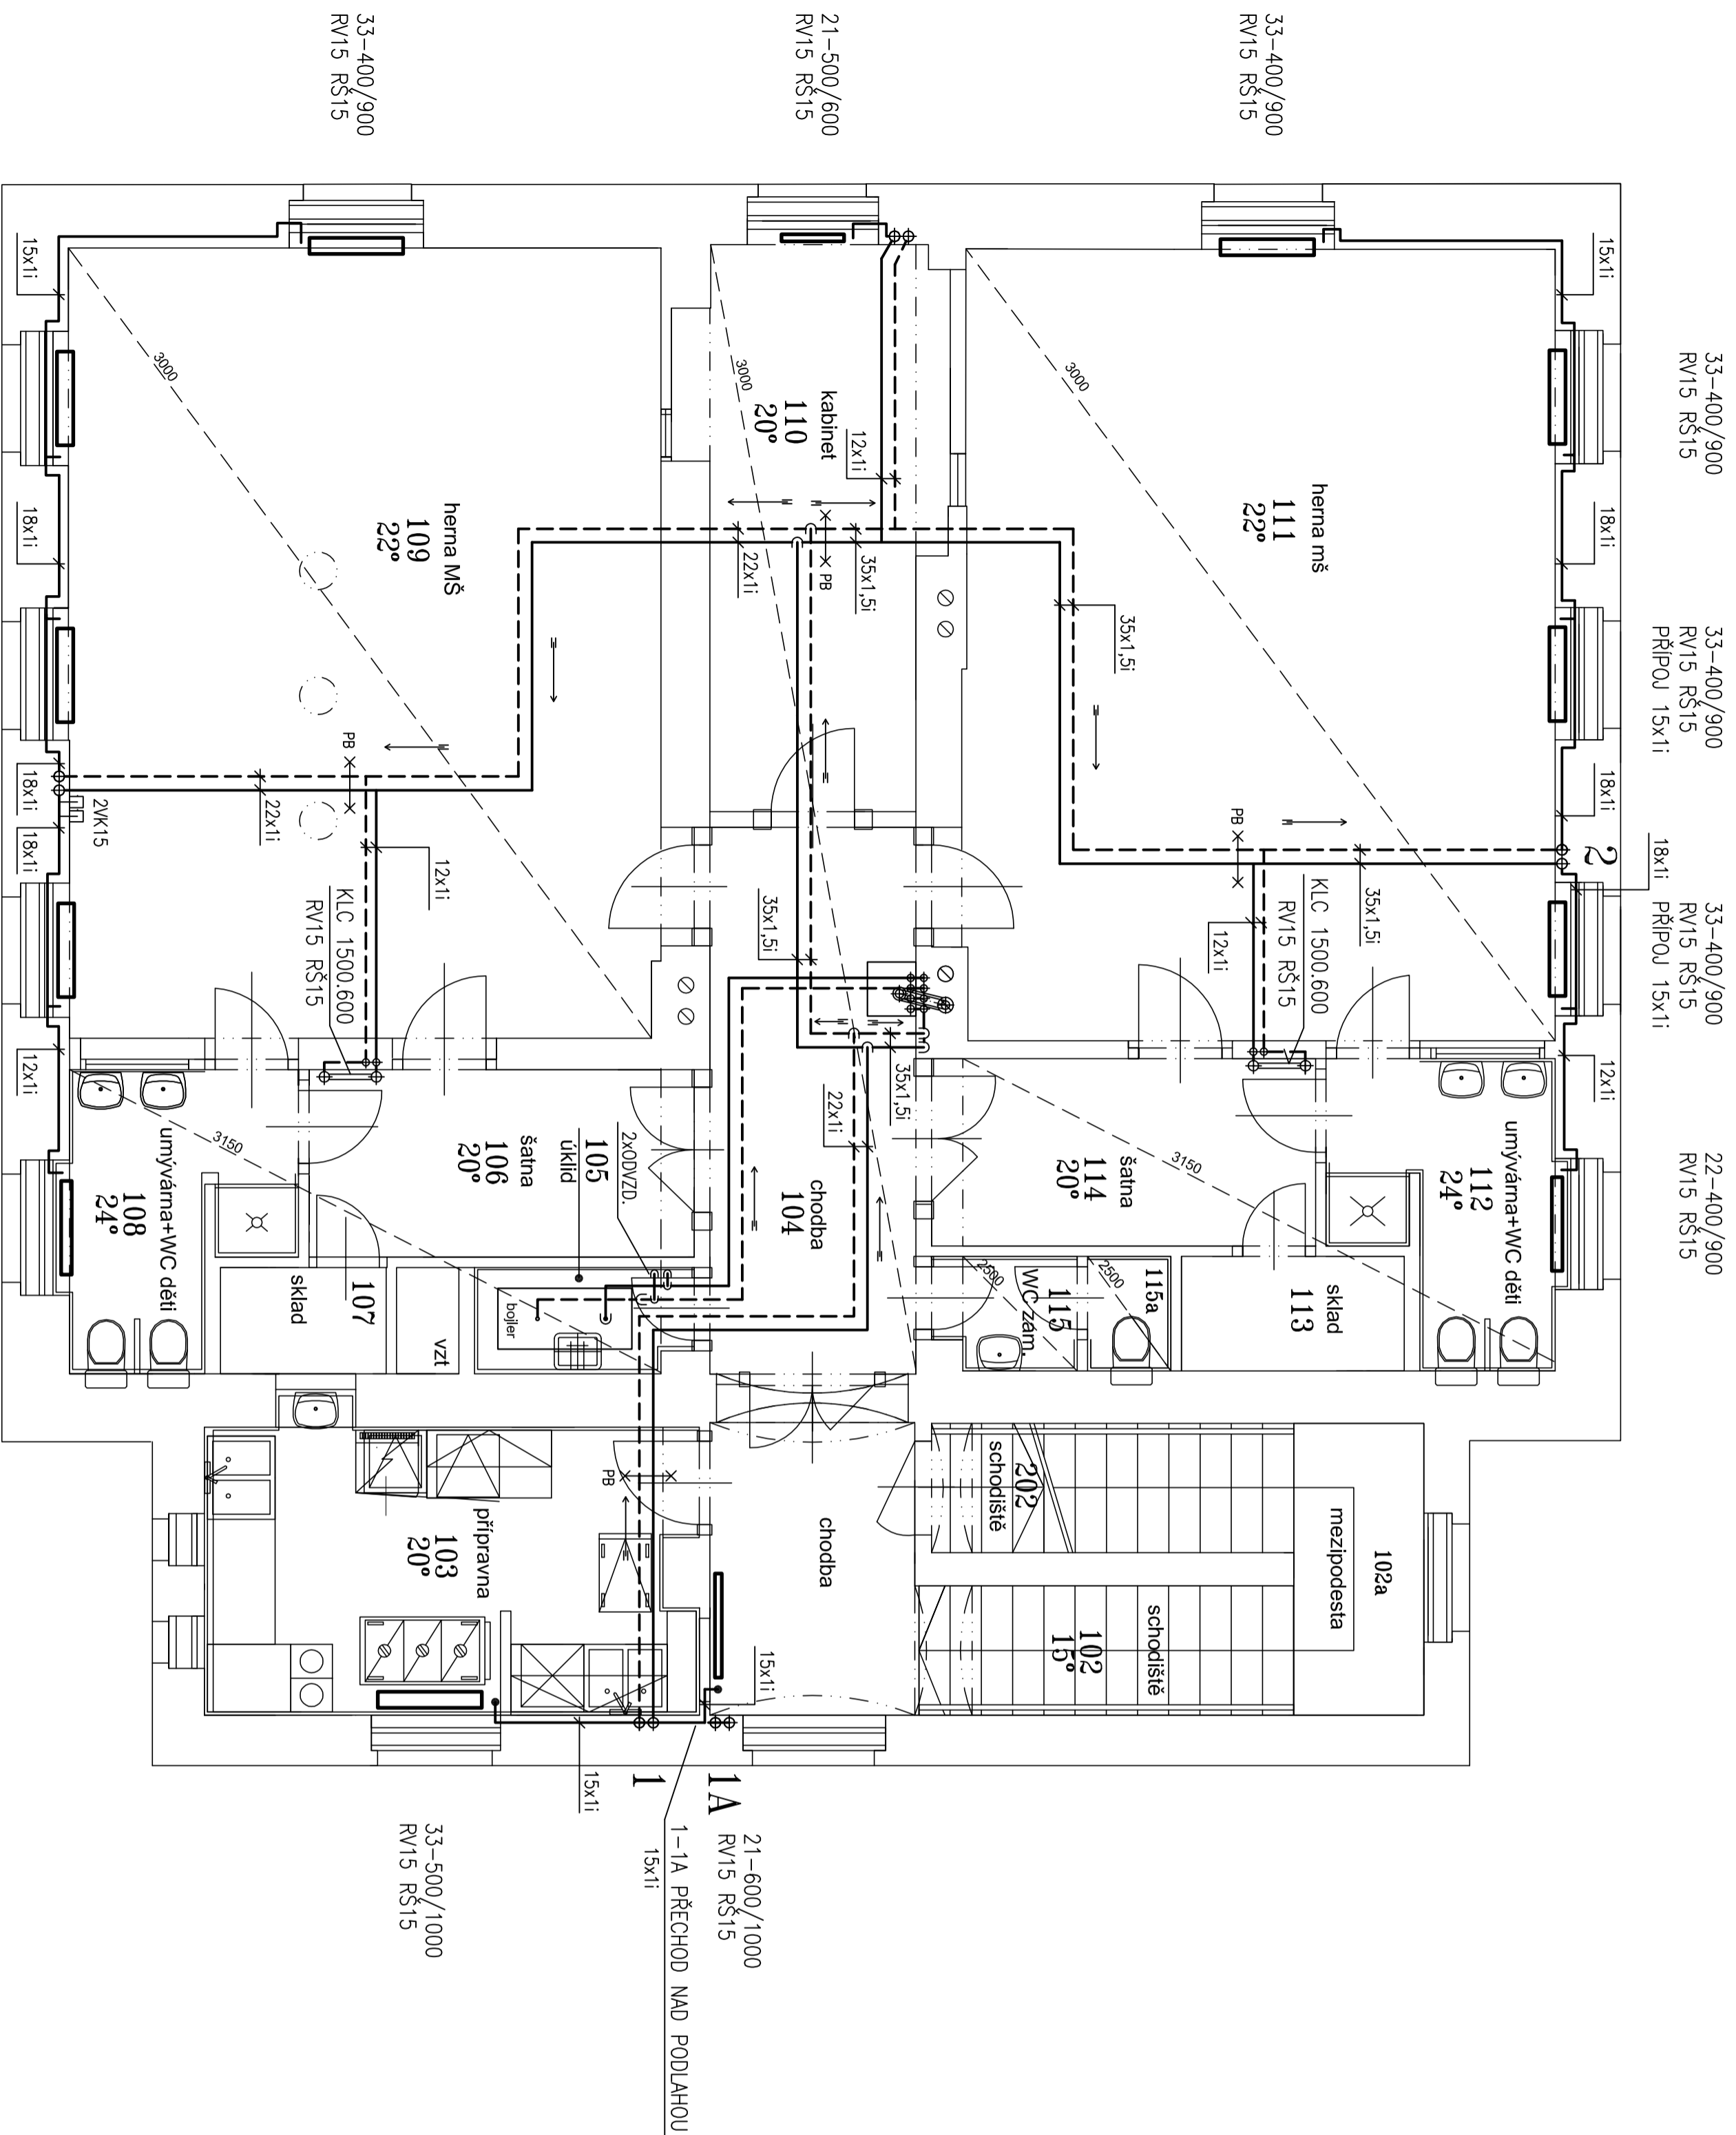 33-400/900
RV15 RŠ15
33-400/900
RV15 RŠ15
PŘÍPOJ 15x1i
33-400/900
RV15 RŠ15
PŘÍPOJ 15x1i
22-400/900
RV15 RŠ15
15x1i
18x1i
18x1i
2
18x1i
12x1i
33-400/900
RV15 RŠ15
3000
herna mš
111
22°
35x1,5i
PB
35x1,5i
12x1i
KLC 1500.600
RV15 RŠ15
umývárna+WC děti
112
24°
3150
šatna
114
20°
sklad
113
115a
2500
WC zam.
115
2500
102a
mezipodesta
202
schodiště
schodiště
102
15°
21-500/600
RV15 RŠ15
3000
kabinet
110
20°
12x1i
PB
35x1,5i
22x1i
35x1,5i
35x1,5i
22x1i
chodba
104
chodba
15x1i
1A
21-600/1000
RV15 RŠ15
1-1A PŘECHOD NAD PODLAHOU
15x1i
1
33-400/900
RV15 RŠ15
3000
herna MŠ
109
22°
PB
22x1i
12x1i
KLC 1500.600
RV15 RŠ15
2VK15
2xODVZD.
105
úklid
šatna
106
20°
3150
bojler
vzt
107
sklad
umývárna+WC děti
108
24°
PB
přípravna
103
20°
15x1i
33-500/1000
RV15 RŠ15
15x1i
18x1i
18x1i
18x1i
12x1i